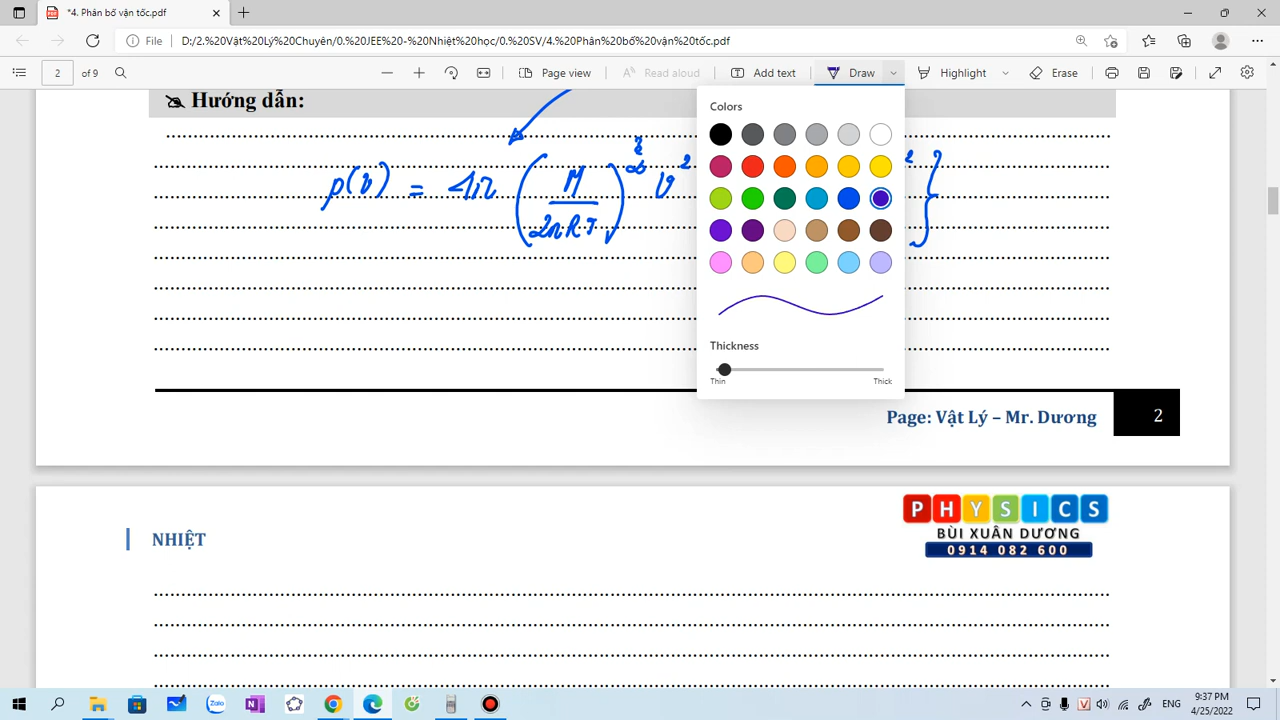 *4. Phân bố vận tốc.pdf
File D:/2.%20Vật%20Lý%20Chuyên/0.%20JEE%20-%20Nhiệt%20học/0.%20SV/4.%20Phân%20bố%20vận%20tốc.pdf
2 of 9 Page view Read aloud Add text Draw Highlight Erase
Hướng dẫn:
Colors
Thickness
Thin Thick
Page: Vật Lý – Mr. Dương 2
PHYSICS
BÙI XUÂN DƯƠNG
0914 082 600
NHIỆT
Zalo
ENG
9:37 PM
4/25/2022